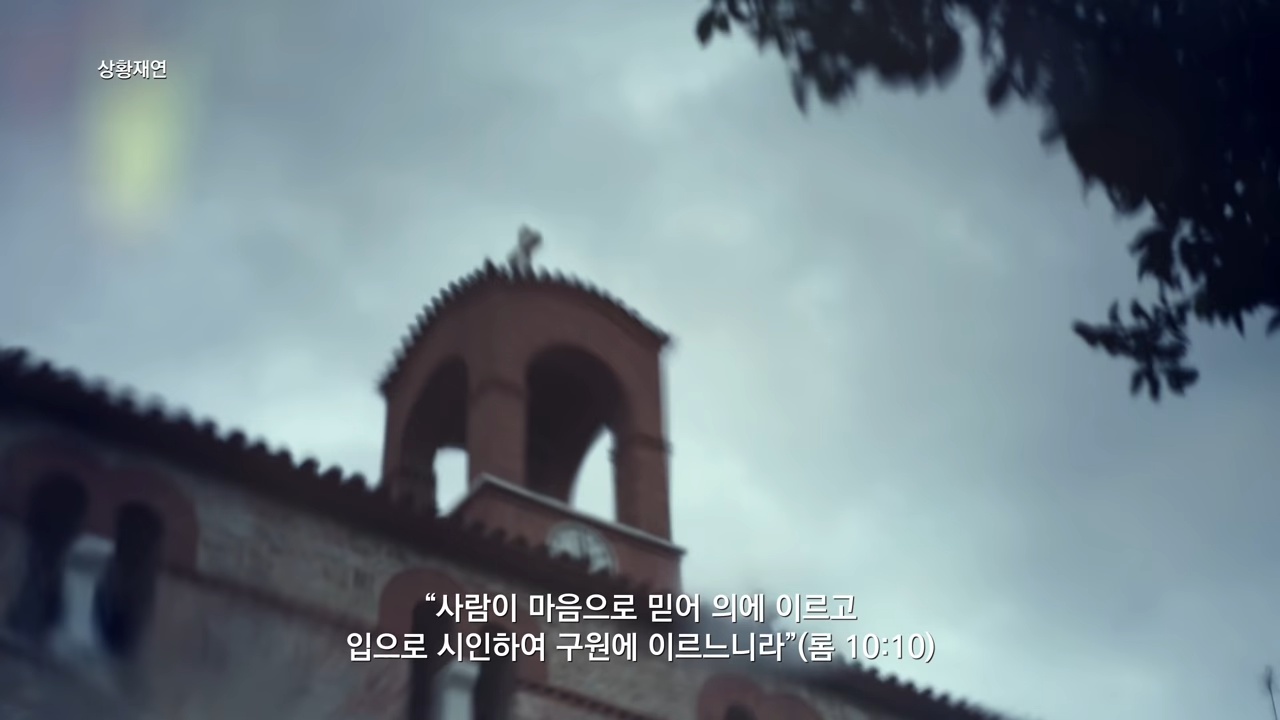 상황재연
“사람이 마음으로 믿어 의에 이르고
입으로 시인하여 구원에 이르느니라”(롬 10:10)